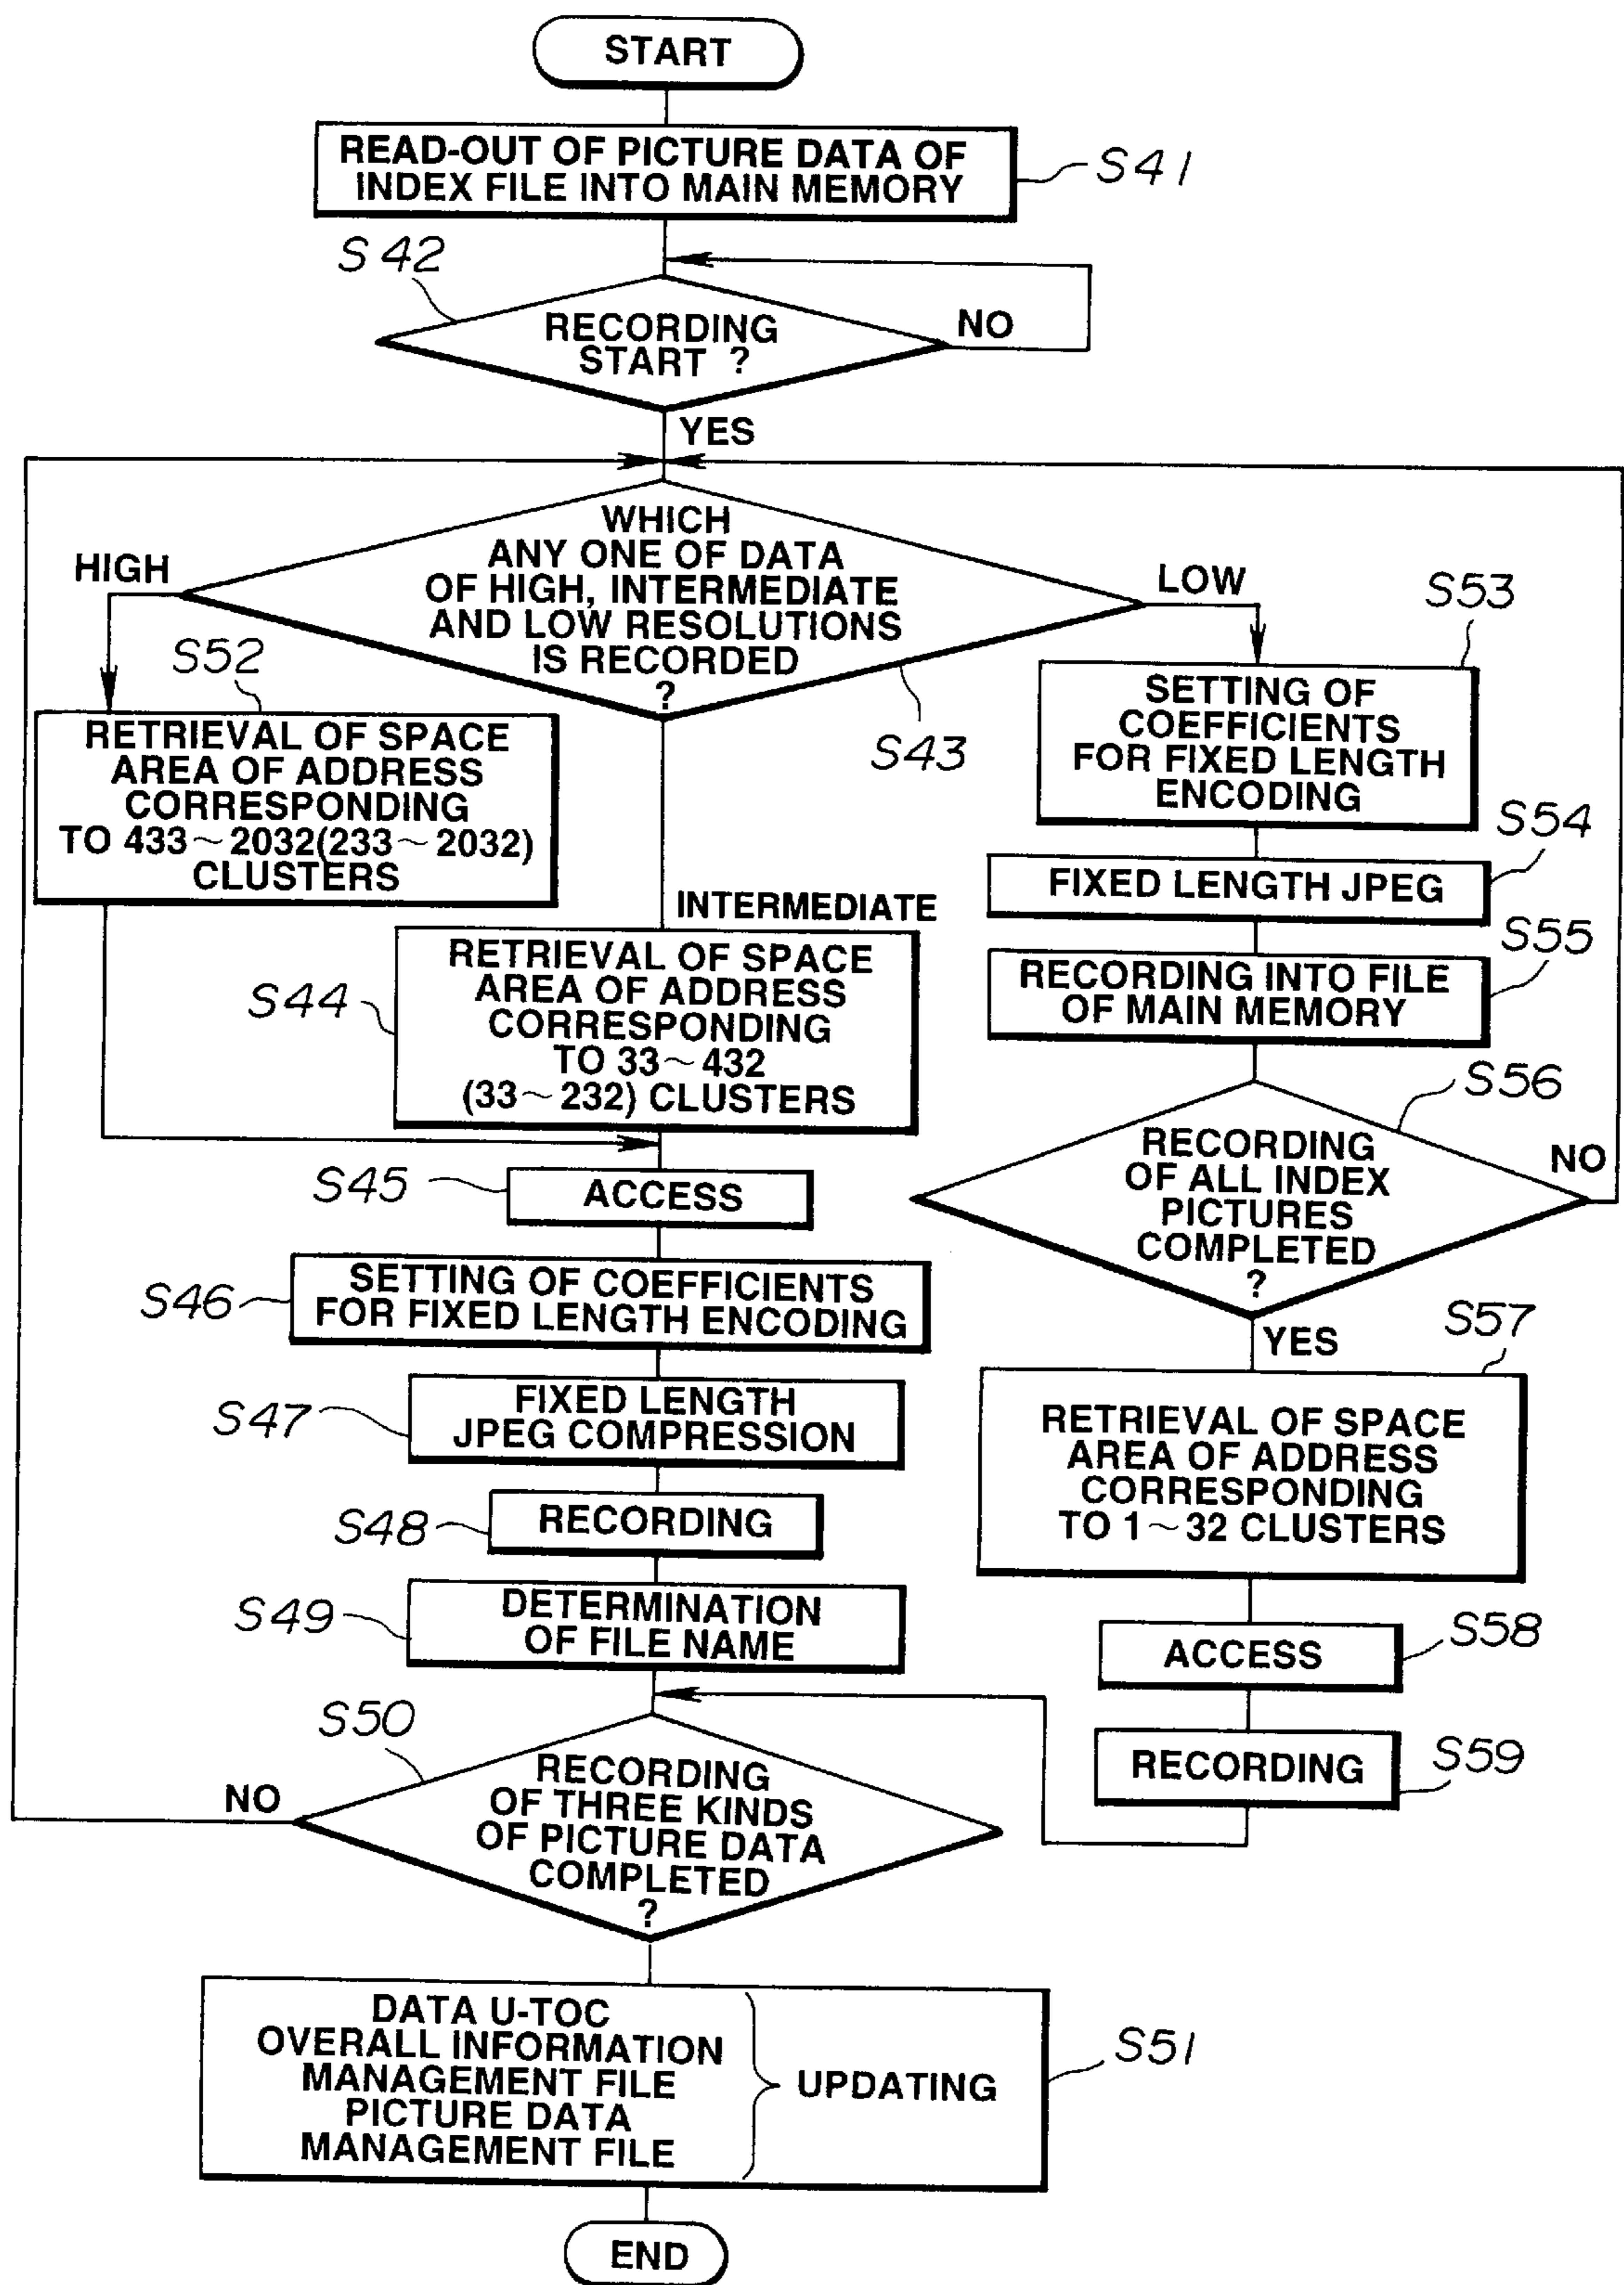 START
READ-OUT OF PICTURE DATA OF
INDEX FILE INTO MAIN MEMORY
S41
S42
RECORDING
START ?
NO
YES
WHICH
ANY ONE OF DATA
OF HIGH, INTERMEDIATE
AND LOW RESOLUTIONS
IS RECORDED
?
HIGH
LOW
S43
S52
RETRIEVAL OF SPACE
AREA OF ADDRESS
CORRESPONDING
TO 433~2032(233~2032)
CLUSTERS
INTERMEDIATE
S44
RETRIEVAL OF SPACE
AREA OF ADDRESS
CORRESPONDING
TO 33~432
(33~232) CLUSTERS
S45
ACCESS
S46
SETTING OF COEFFICIENTS
FOR FIXED LENGTH ENCODING
S47
FIXED LENGTH
JPEG COMPRESSION
S48
RECORDING
S49
DETERMINATION
OF FILE NAME
S50
RECORDING
OF THREE KINDS
OF PICTURE DATA
COMPLETED
?
NO
S53
SETTING OF
COEFFICIENTS
FOR FIXED LENGTH
ENCODING
S54
FIXED LENGTH JPEG
S55
RECORDING INTO FILE
OF MAIN MEMORY
S56
RECORDING
OF ALL INDEX
PICTURES
COMPLETED
?
NO
YES
S57
RETRIEVAL OF SPACE
AREA OF ADDRESS
CORRESPONDING
TO 1~32 CLUSTERS
ACCESS
S58
RECORDING
S59
DATA U-TOC
OVERALL INFORMATION
MANAGEMENT FILE
PICTURE DATA
MANAGEMENT FILE
UPDATING
S51
END